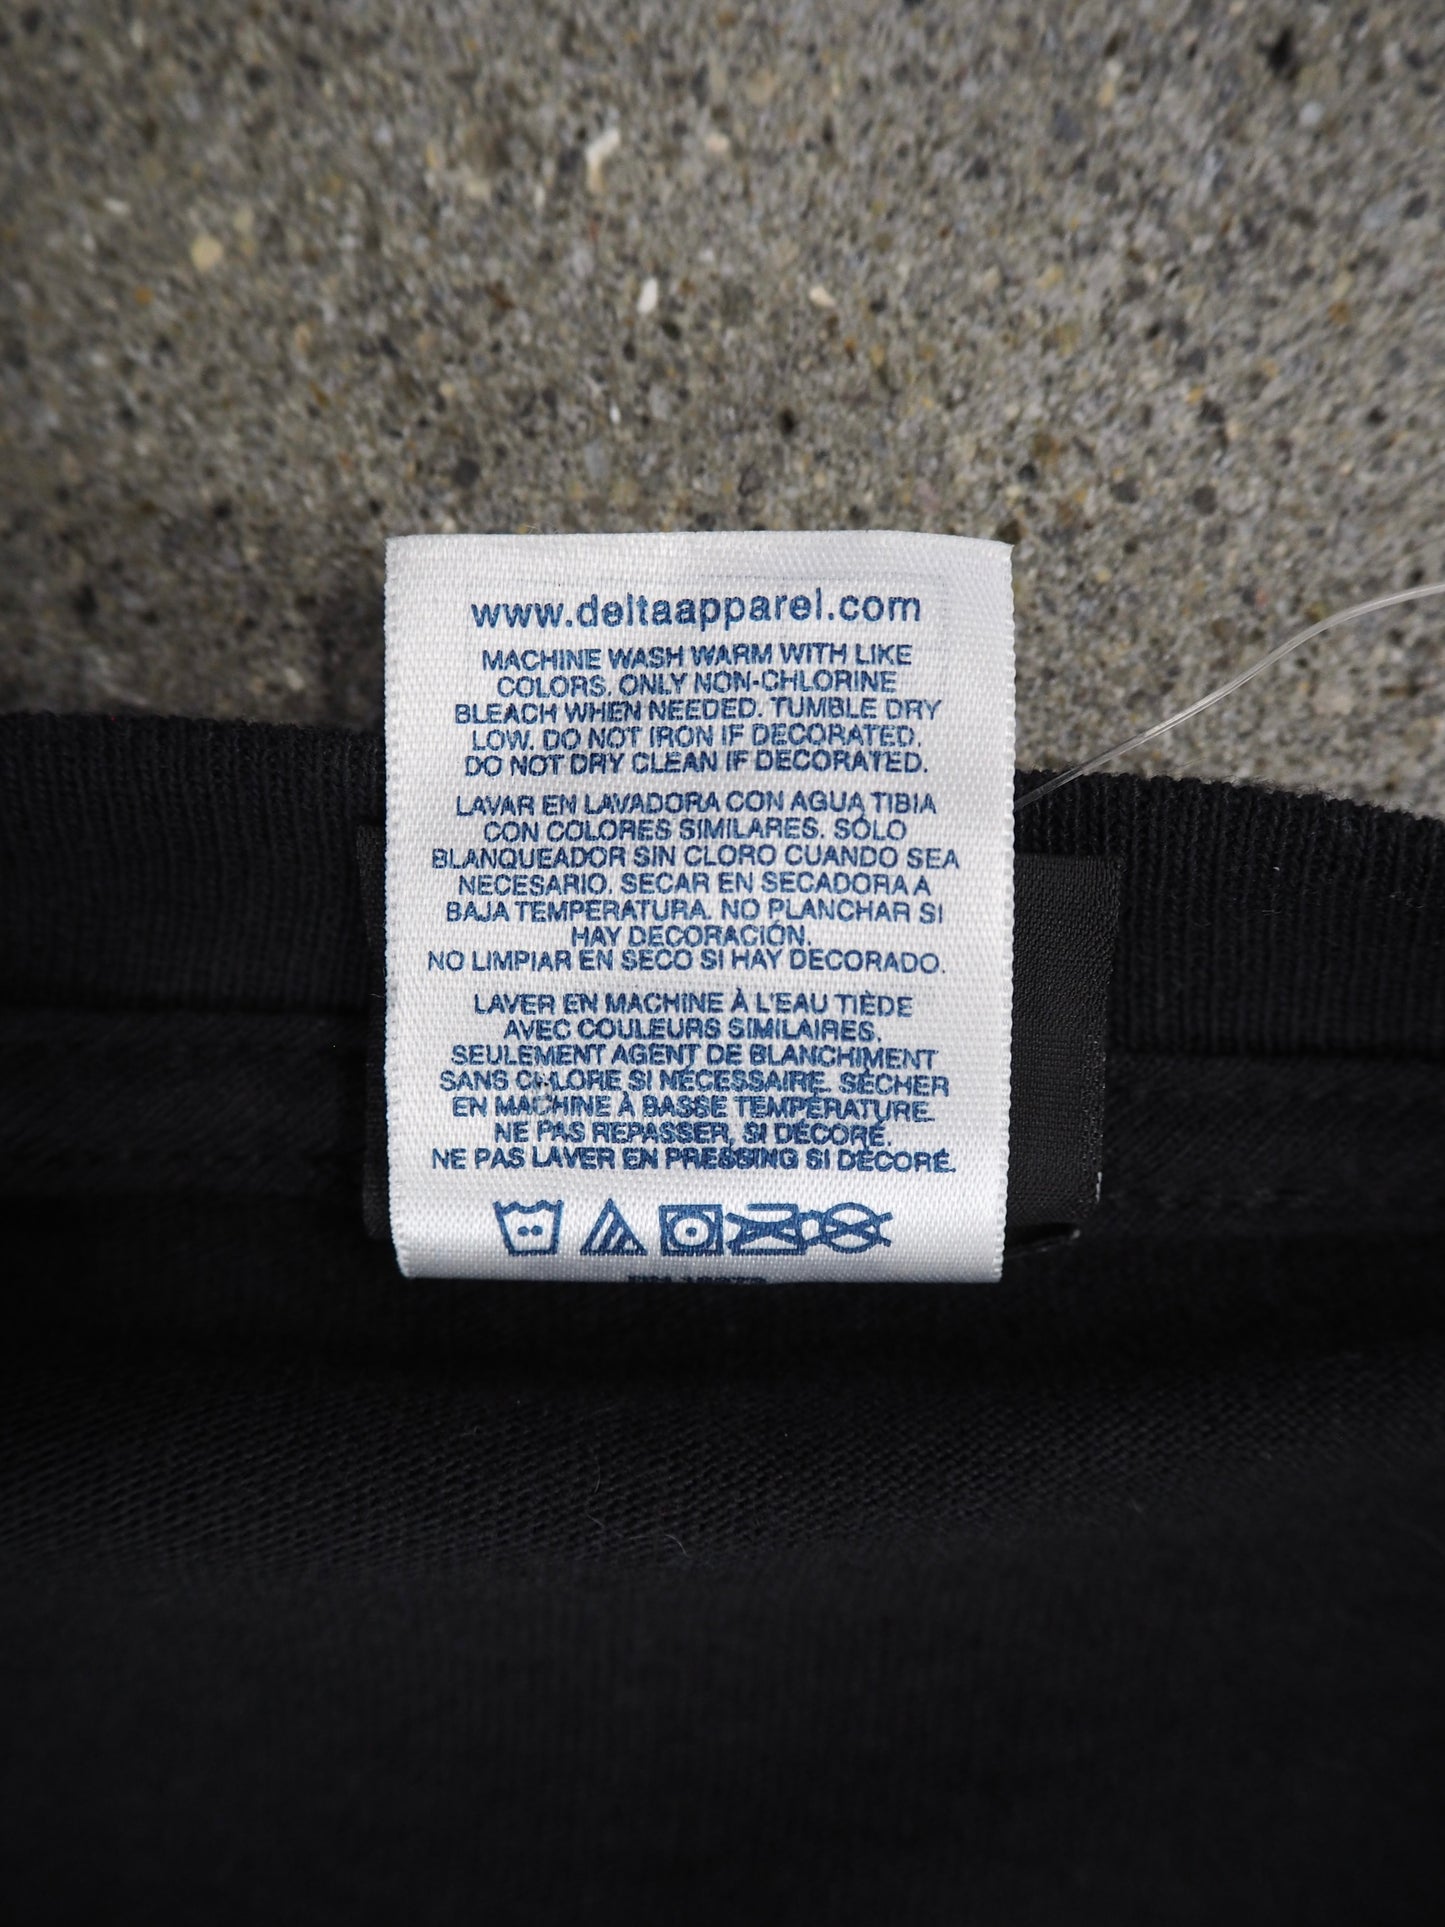 www.deltaapparel.com
MACHINE WASH WARM WITH LIKE
COLORS. ONLY NON-CHLORINE
BLEACH WHEN NEEDED. TUMBLE DRY
LOW. DO NOT IRON IF DECORATED.
DO NOT DRY CLEAN IF DECORATED.
LAVAR EN LAVADORA CON AGUA TIBIA
CON COLORES SIMILARES. SÓLO
BLANQUEADOR SIN CLORO CUANDO SEA
NECESARIO. SECAR EN SECADORA A
BAJA TEMPERATURA. NO PLANCHAR SI
HAY DECORACIÓN.
NO LIMPIAR EN SECO SI HAY DECORADO.
LAVER EN MACHINE À L'EAU TIÈDE
AVEC COULEURS SIMILAIRES.
SEULEMENT AGENT DE BLANCHIMENT
SANS CHLORE SI NÉCESSAIRE. SÉCHER
EN MACHINE À BASSE TEMPÉRATURE.
NE PAS REPASSER, SI DÉCORÉ.
NE PAS LAVER EN PRESSING SI DÉCORÉ.